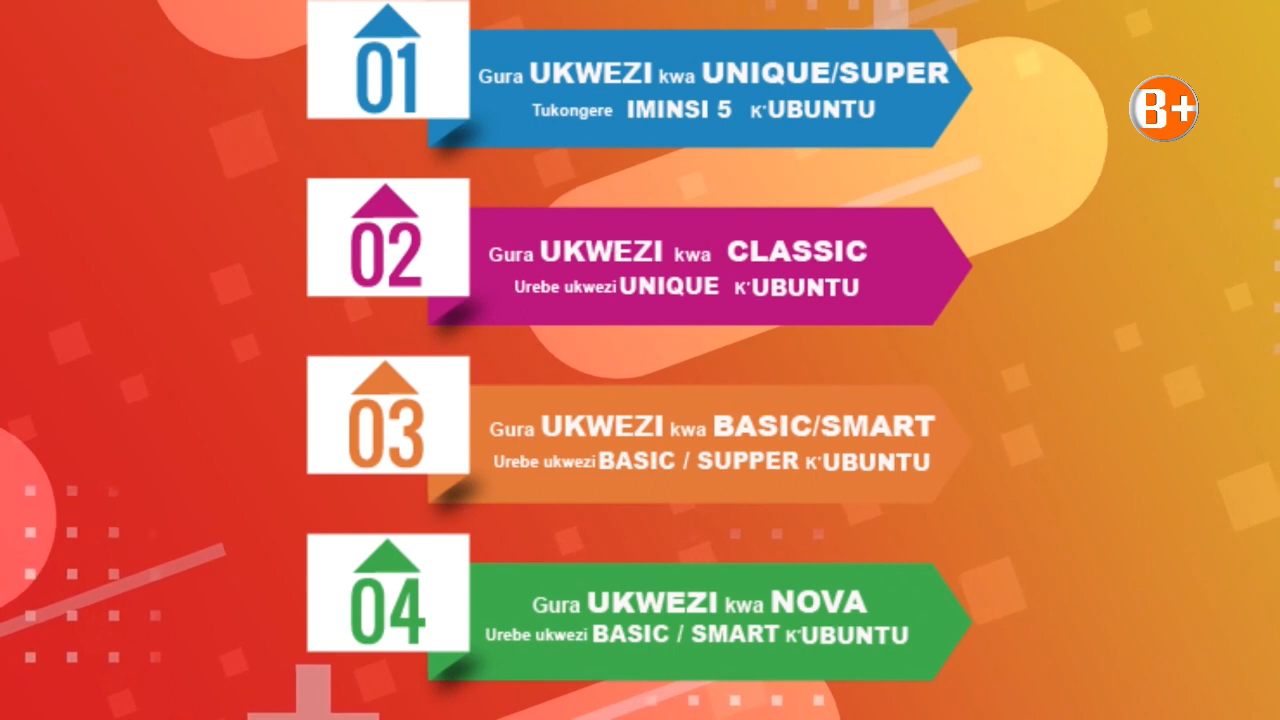 01
Gura UKWEZI kwa UNIQUE/SUPER
Tukongere IMINSI 5 K'UBUNTU
B+
02
Gura UKWEZI kwa CLASSIC
Urebe ukwezi UNIQUE K'UBUNTU
03
Gura UKWEZI kwa BASIC/SMART
Urebe ukwezi BASIC / SUPPER K'UBUNTU
04
Gura UKWEZI kwa NOVA
Urebe ukwezi BASIC / SMART K'UBUNTU